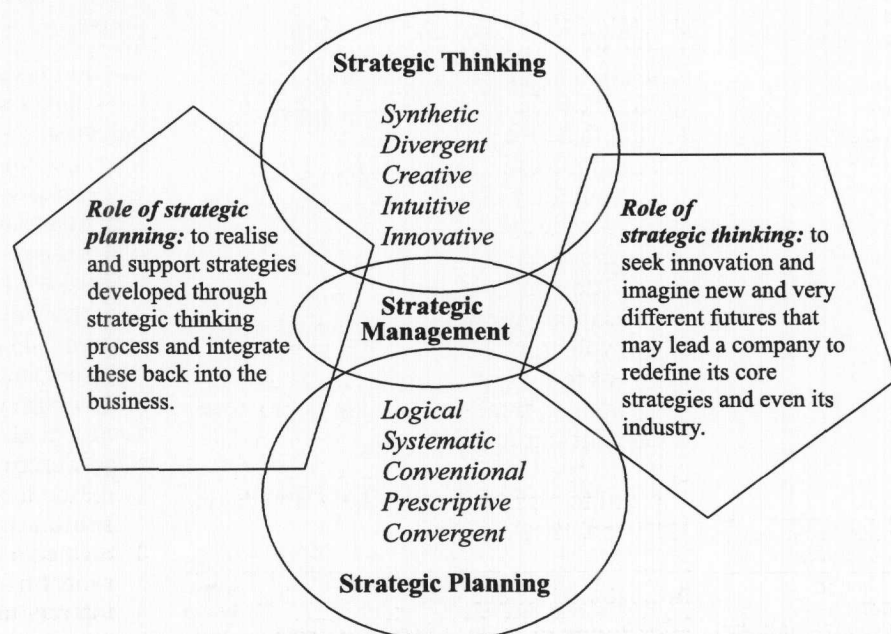 Strategic Thinking
Synthetic
Divergent
Creative
Intuitive
Innovative
Role of strategic
planning: to realise
and support strategies
developed through
strategic thinking
process and integrate
these back into the
business.
Role of
strategic thinking: to
seek innovation and
imagine new and very
different futures that
may lead a company to
redefine its core
strategies and even its
industry.
Strategic
Management
Logical
Systematic
Conventional
Prescriptive
Convergent
Strategic Planning